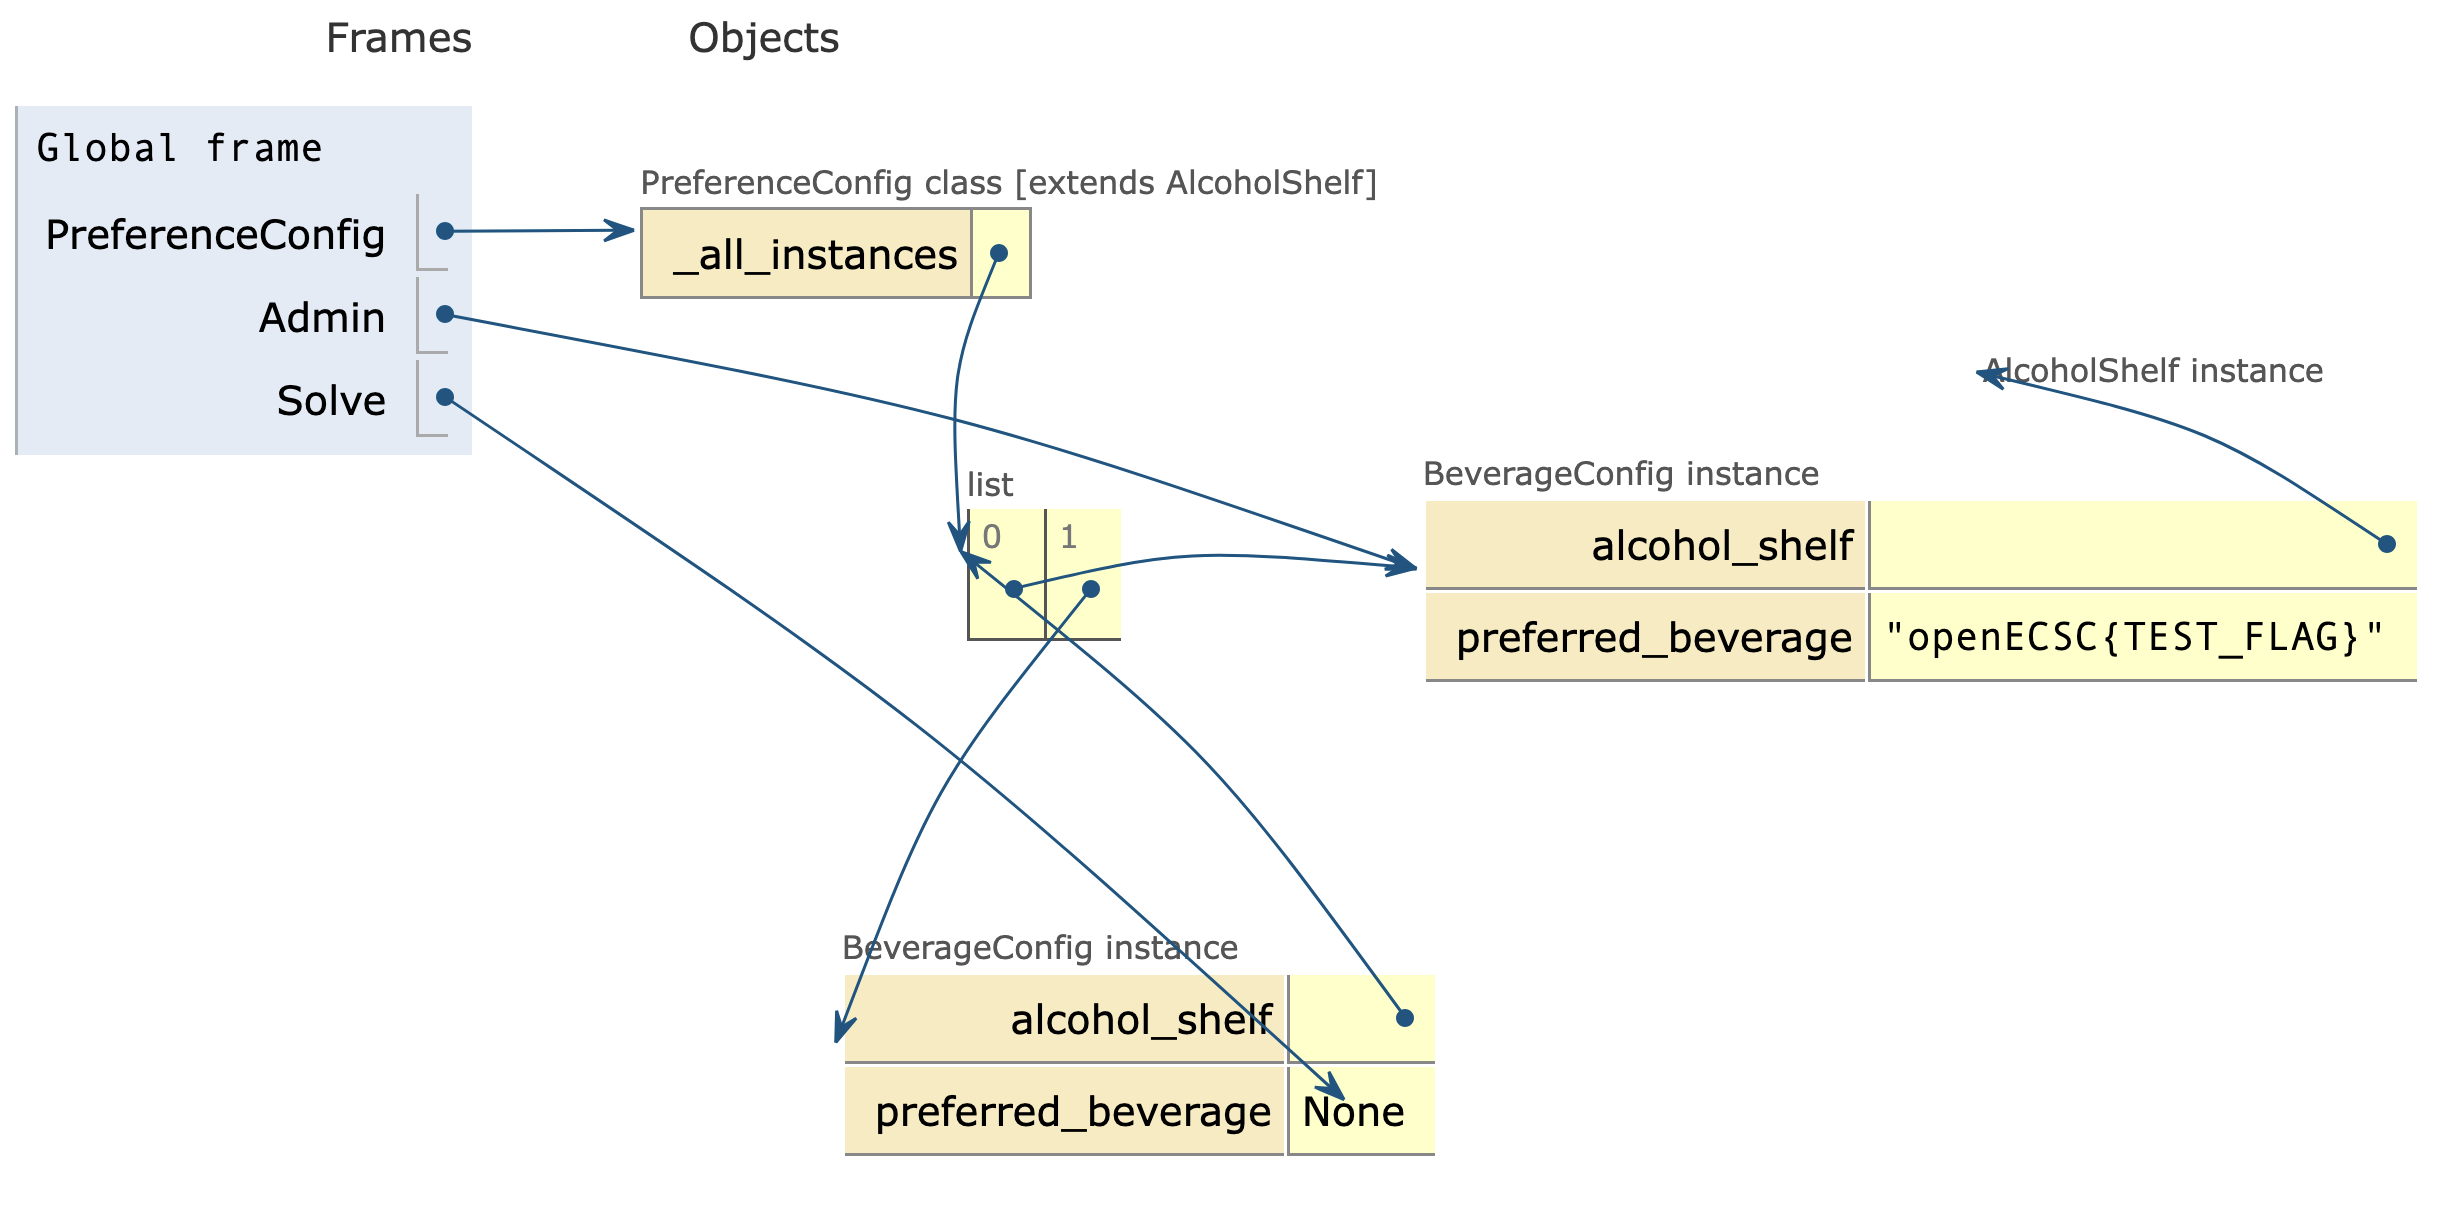 Frames
Objects
Global frame
PreferenceConfig
Admin
Solve
PreferenceConfig class [extends AlcoholShelf]
_all_instances
AlcoholShelf instance
list
0 1
BeverageConfig instance
alcohol_shelf
preferred_beverage "openECSC{TEST_FLAG}"
BeverageConfig instance
alcohol_shelf
preferred_beverage None